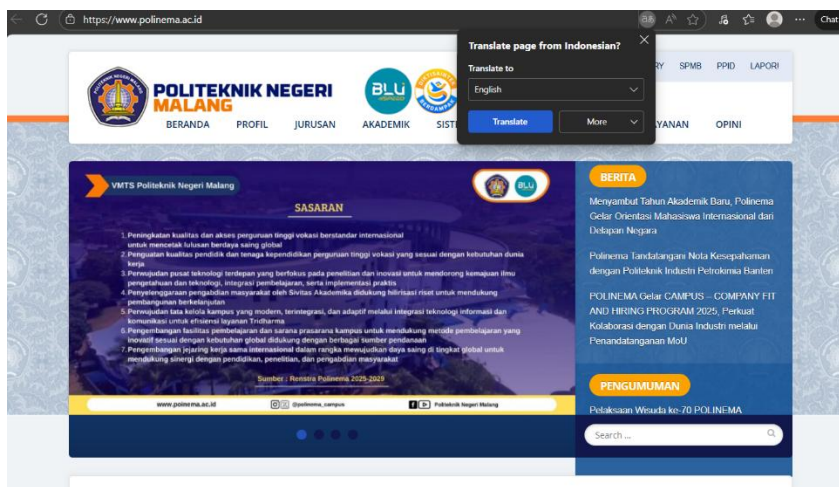 https://www.polinema.ac.id
Chat
Translate page from Indonesian?
Translate to
English
Translate
More
RY SPMB PPID LAPOR!
POLITEKNIK NEGERI
MALANG
BLU
BERANDA PROFIL JURUSAN AKADEMIK SIST
YANAN OPINI
VMTS Politeknik Negeri Malang
BLU
SASARAN
1. Peningkatan kualitas dan akses perguruan tinggi vokasi berstandar internasional
untuk mencetak lulusan berdaya saing global
2. Penguatan kualitas pendidik dan tenaga kependidikan perguruan tinggi vokasi yang sesuai dengan kebutuhan dunia
kerja
3. Perwujudan pusat teknologi terdepan yang berfokus pada penelitian dan inovasi untuk mendorong kemajuan ilmu
pengetahuan dan teknologi, integrasi pembelajaran, serta implementasi praktis
4. Penyelenggaraan pengabdian masyarakat oleh Sivitas Akademika didukung hilirisasi riset untuk mendukung
pembangunan berkelanjutan
5. Perwujudan tata kelola kampus yang modern, terintegrasi, dan adaptif melalui integrasi teknologi informasi dan
komunikasi untuk efisiensi layanan Tridharma
6. Pengembangan fasilitas pembelajaran dan sarana prasarana kampus untuk mendukung metode pembelajaran yang
inovatif sesuai dengan kebutuhan global didukung dengan berbagai sumber pendanaan
7. Pengembangan jejaring kerja sama internasional dalam rangka mewujudkan daya saing di tingkat global untuk
mendukung sinergi dengan pendidikan, penelitian, dan pengabdian masyarakat
Sumber : Renstra Polinema 2025-2029
www.polinema.ac.id @polinema_campus Politeknik Negeri Malang
BERITA
Menyambut Tahun Akademik Baru, Polinema
Gelar Orientasi Mahasiswa Internasional dari
Delapan Negara
Polinema Tandatangani Nota Kesepahaman
dengan Politeknik Industri Petrokimia Banten
POLINEMA Gelar CAMPUS – COMPANY FIT
AND HIRING PROGRAM 2025, Perkuat
Kolaborasi dengan Dunia Industri melalui
Penandatanganan MoU
PENGUMUMAN
Pelaksaan Wisuda ke-70 POLINEMA
Search ...